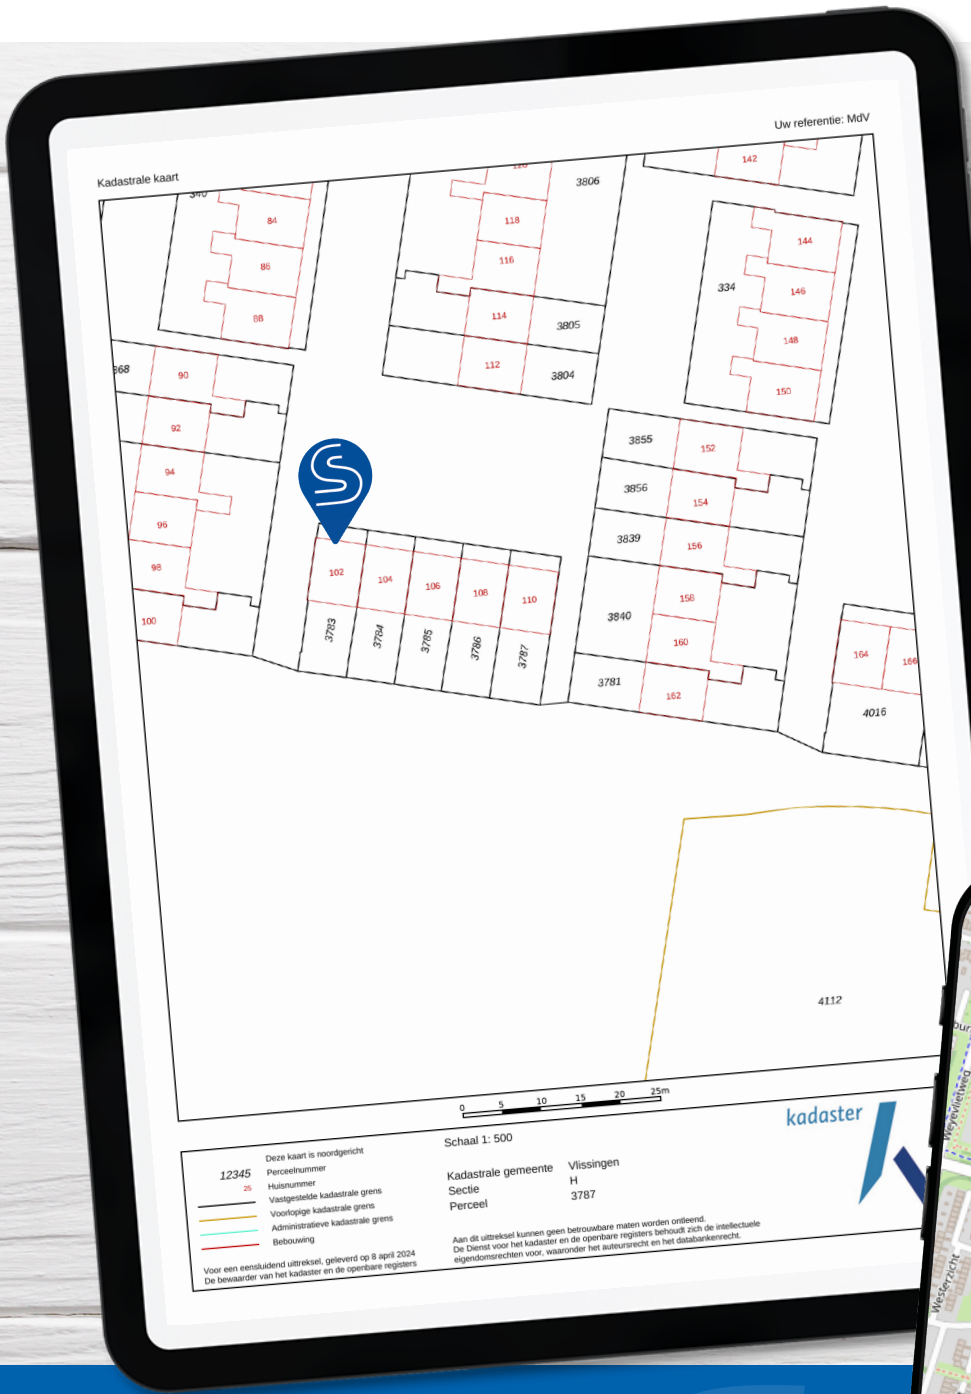 Uw referentie: MdV
Kadastrale kaart
142
3806
118
84
144
116
86
334
146
114
3805
88
148
112
3804
150
368
90
92
3855
152
94
3856
154
96
3839
156
98
102
104
106
108
110
158
3840
100
3783
3784
3785
3786
3787
160
164
166
3781
162
4016
4112
0 5 10 15 20 25m
Schaal 1: 500
kadaster
Deze kaart is noordgericht
12345 Perceelnummer
25 Huisnummer
Vastgestelde kadastrale grens
Voorlopige kadastrale grens
Administratieve kadastrale grens
Bebouwing
Kadastrale gemeente Vlissingen
Sectie H
Perceel 3787
Voor een eensluidend uittreksel, geleverd op 8 april 2024
De bewaarder van het kadaster en de openbare registers
Aan dit uittreksel kunnen geen betrouwbare maten worden ontleend.
De Dienst voor het kadaster en de openbare registers behoudt zich de intellectuele
eigendomsrechten voor, waaronder het auteursrecht en het databankenrecht.
Weyevlietweg
Westerzicht